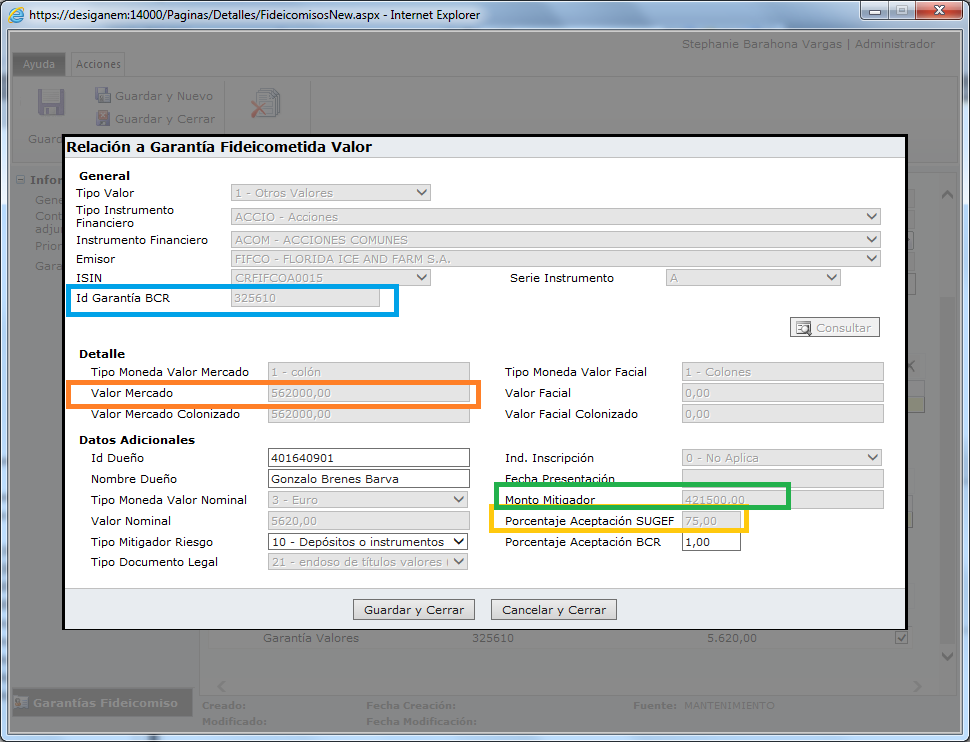 https://desiganem:14000/Paginas/Detalles/FideicomisosNew.aspx - Internet Explorer
Stephanie Barahona Vargas | Administrador
Ayuda Acciones
Guardar y Nuevo
Guardar y Cerrar
Guard
Relación a Garantía Fideicometida Valor
Infor
General
Gene
Tipo Valor 1 - Otros Valores
Cont
adju
Tipo Instrumento Financiero ACCIO - Acciones
Prior
Instrumento Financiero ACOM - ACCIONES COMUNES
Gara
Emisor FIFCO - FLORIDA ICE AND FARM S.A.
ISIN CRFIFCOA0015 Serie Instrumento A
Id Garantía BCR 325610
Consultar
Detalle
Tipo Moneda Valor Mercado 1 - colón Tipo Moneda Valor Facial 1 - Colones
Valor Mercado 562000,00 Valor Facial 0,00
Valor Mercado Colonizado 562000,00 Valor Facial Colonizado 0,00
Datos Adicionales
Id Dueño 401640901 Ind. Inscripción 0 - No Aplica
Nombre Dueño Gonzalo Brenes Barva Fecha Presentación
Tipo Moneda Valor Nominal 3 - Euro Monto Mitigador 421500,00
Valor Nominal 5620,00 Porcentaje Aceptación SUGEF 75,00
Tipo Mitigador Riesgo 10 - Depósitos o instrumentos Porcentaje Aceptación BCR 1,00
Tipo Documento Legal 21 - endoso de títulos valores
Guardar y Cerrar Cancelar y Cerrar
Garantía Valores 325610 5.620,00
Garantías Fideicomiso
Creado: Fecha Creación: Fuente: MANTENIMIENTO
Modificado: Fecha Modificación: